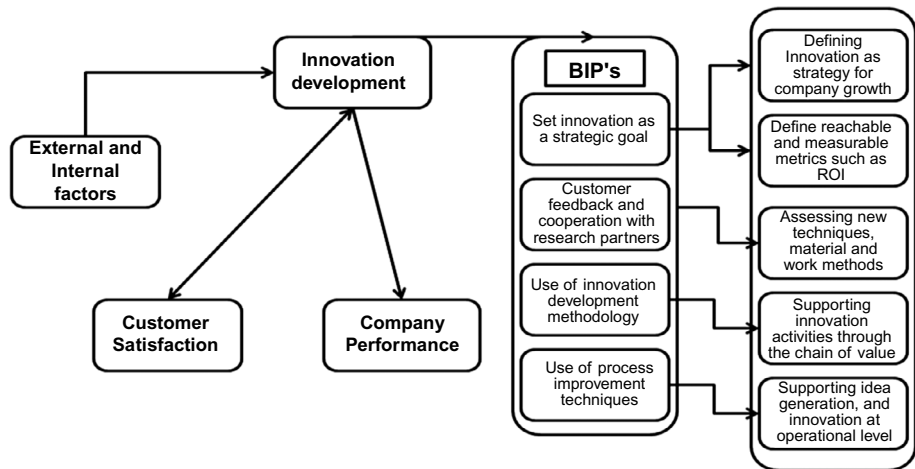 Innovation
development
External and
Internal
factors
Customer
Satisfaction
Company
Performance
BIP's
Set innovation as
a strategic goal
Customer
feedback and
cooperation with
research partners
Use of innovation
development
methodology
Use of process
improvement
techniques
Defining
Innovation as
strategy for
company growth
Define reachable
and measurable
metrics such as
ROI
Assessing new
techniques,
material and
work methods
Supporting
innovation
activities through
the chain of value
Supporting idea
generation, and
innovation at
operational level